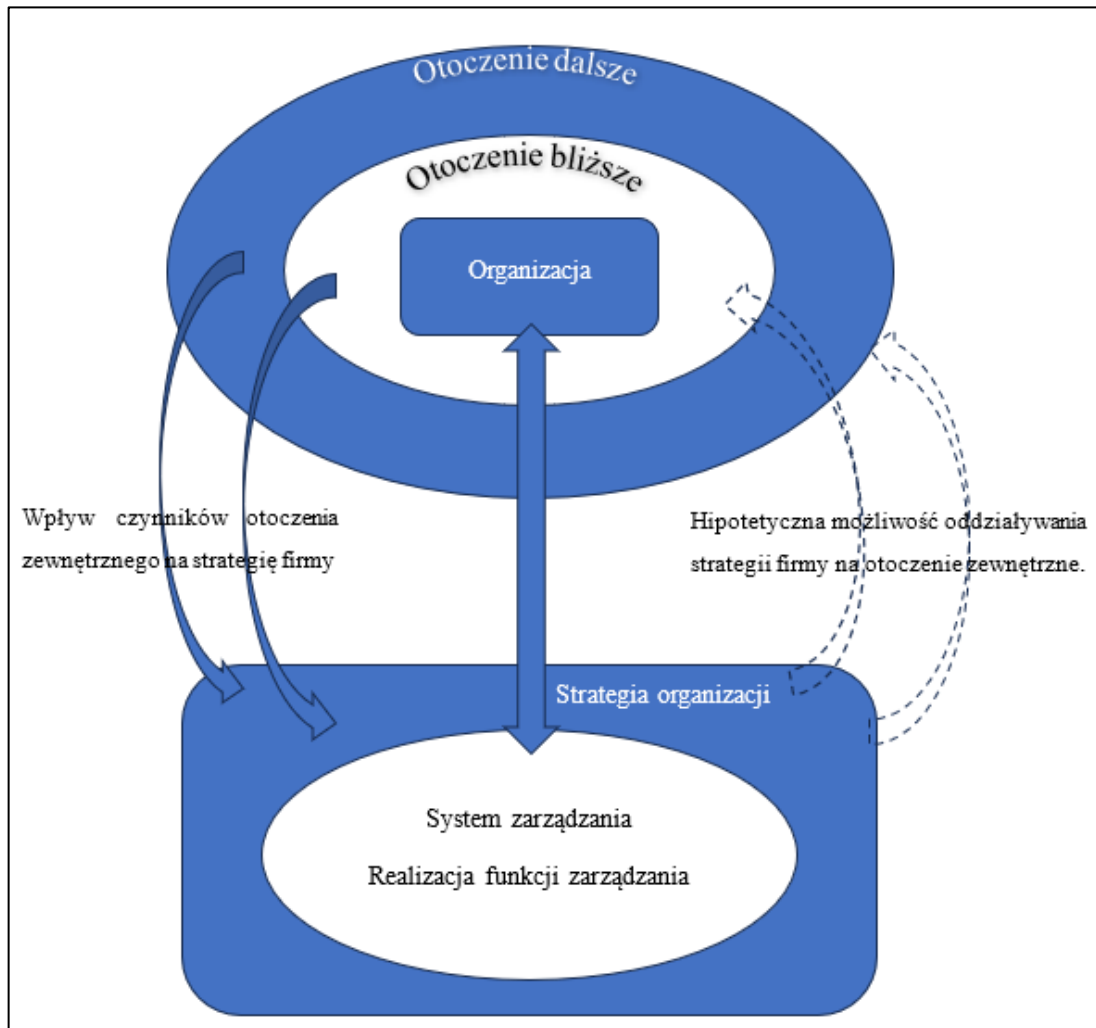 Otoczenie dalsze
Otoczenie bliższe
Organizacja
Wpływ czynników otoczenia
zewnętrznego na strategię firmy
Hipotetyczna możliwość oddziaływania
strategii firmy na otoczenie zewnętrzne.
Strategia organizacji
System zarządzania
Realizacja funkcji zarządzania